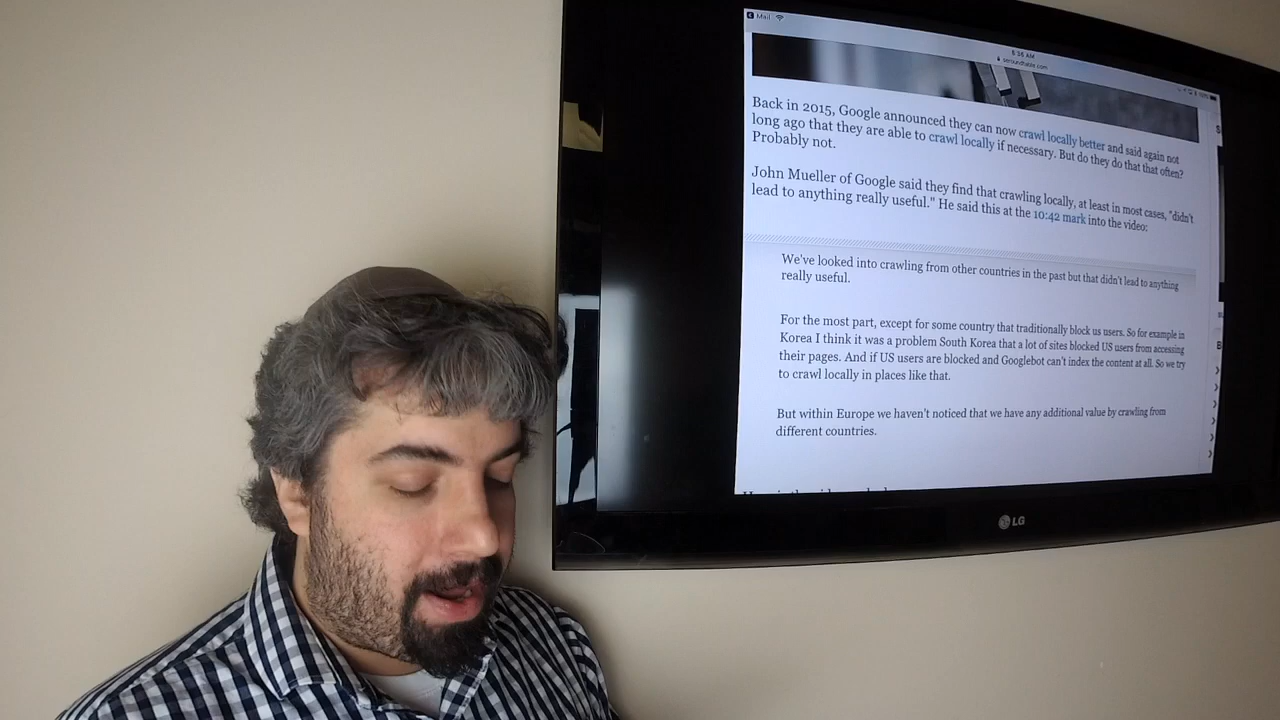 Mail
8:36 AM
seroundtable.com
Back in 2015, Google announced they can now crawl locally better and said again not
long ago that they are able to crawl locally if necessary. But do they do that that often?
Probably not.
John Mueller of Google said they find that crawling locally, at least in most cases, "didn't
lead to anything really useful." He said this at the 10:42 mark into the video:
We've looked into crawling from other countries in the past but that didn't lead to anything
really useful.
For the most part, except for some country that traditionally block us users. So for example in
Korea I think it was a problem South Korea that a lot of sites blocked US users from accessing
their pages. And if US users are blocked and Googlebot can't index the content at all. So we try
to crawl locally in places like that.
But within Europe we haven't noticed that we have any additional value by crawling from
different countries.
LG